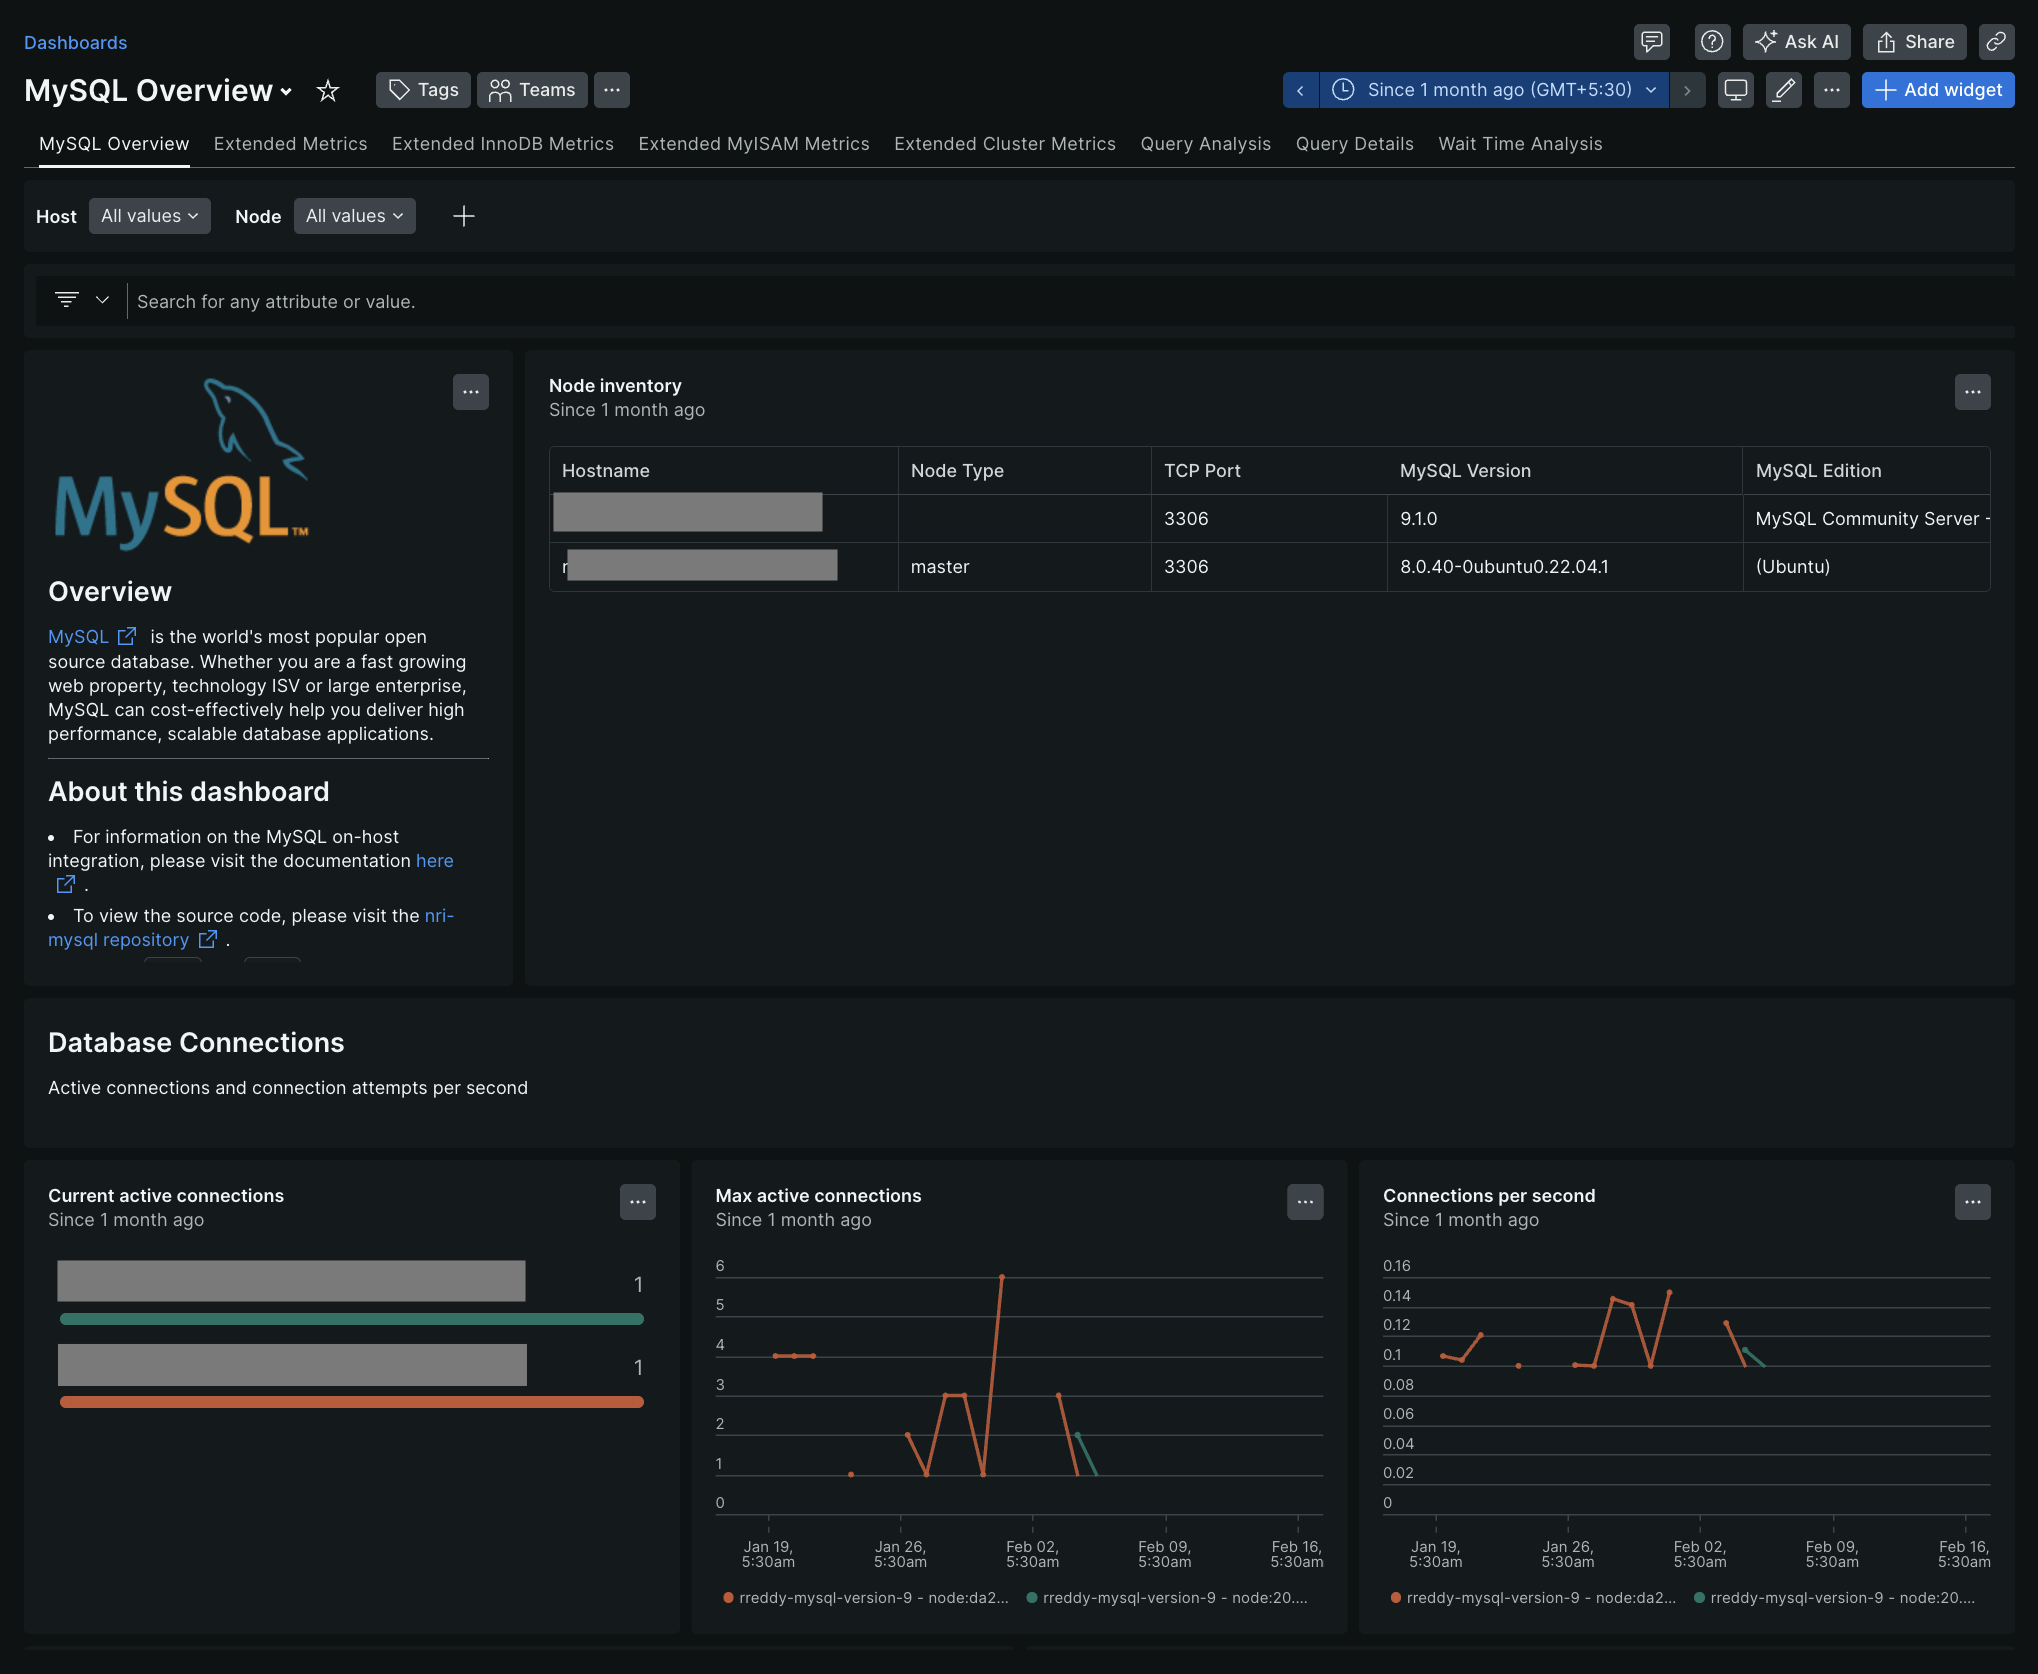 Dashboards
Ask AI
Share
MySQL Overview
Tags
Teams
Since 1 month ago (GMT+5:30)
Add widget
MySQL Overview
Extended Metrics
Extended InnoDB Metrics
Extended MyISAM Metrics
Extended Cluster Metrics
Query Analysis
Query Details
Wait Time Analysis
Host
All values
Node
All values
Search for any attribute or value.
MySQL™
Overview
MySQL is the world's most popular open
source database. Whether you are a fast growing
web property, technology ISV or large enterprise,
MySQL can cost-effectively help you deliver high
performance, scalable database applications.
About this dashboard
• For information on the MySQL on-host
integration, please visit the documentation here
.
• To view the source code, please visit the nri-
mysql repository .
Node inventory
Since 1 month ago
Hostname Node Type TCP Port MySQL Version MySQL Edition
3306 9.1.0 MySQL Community Server -
r master 3306 8.0.40-0ubuntu0.22.04.1 (Ubuntu)
Database Connections
Active connections and connection attempts per second
Current active connections
Since 1 month ago
1
1
Max active connections
Since 1 month ago
6
5
4
3
2
1
0
Jan 19, 5:30am
Jan 26, 5:30am
Feb 02, 5:30am
Feb 09, 5:30am
Feb 16, 5:30am
rreddy-mysql-version-9 - node:da2...
rreddy-mysql-version-9 - node:20....
Connections per second
Since 1 month ago
0.16
0.14
0.12
0.1
0.08
0.06
0.04
0.02
0
Jan 19, 5:30am
Jan 26, 5:30am
Feb 02, 5:30am
Feb 09, 5:30am
Feb 16, 5:30am
rreddy-mysql-version-9 - node:da2...
rreddy-mysql-version-9 - node:20....